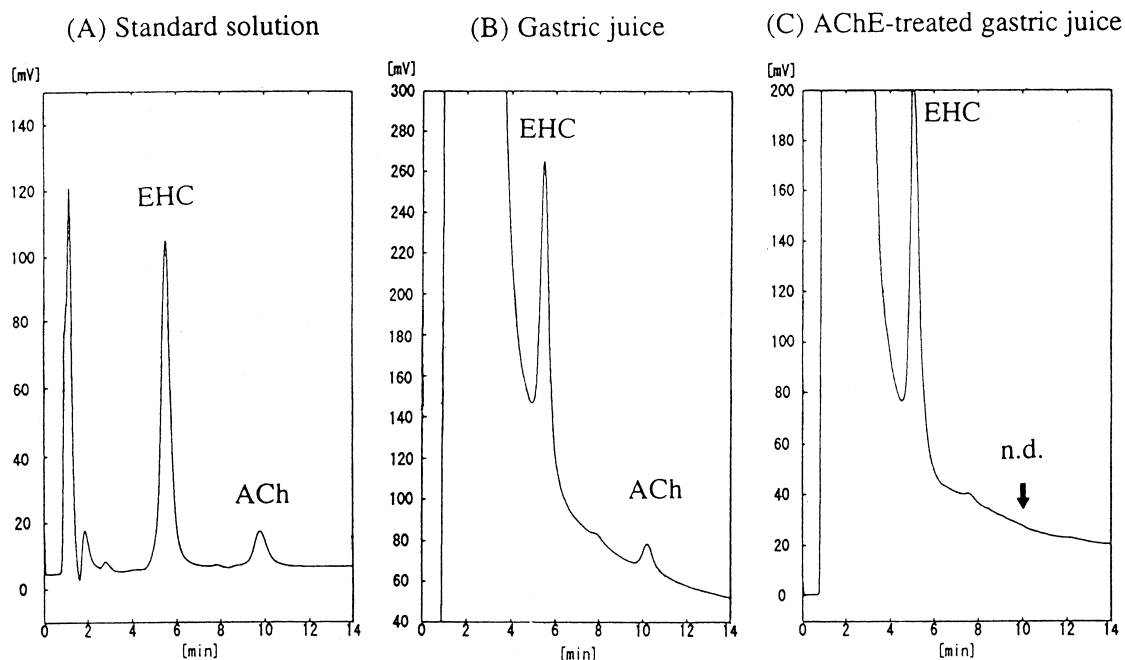 (A) Standard solution
[mV]
140
120
100
80
60
40
20
0
EHC
ACh
0 2 4 6 8 10 12 14
[min]
(B) Gastric juice
[mV]
300
280
260
240
220
200
180
160
140
120
100
80
60
40
EHC
ACh
0 2 4 6 8 10 12 14
[min]
(C) AChE-treated gastric juice
[mV]
200
180
160
140
120
100
80
60
40
20
0
EHC
n.d.
2 4 6 8 10 12 14
[min]